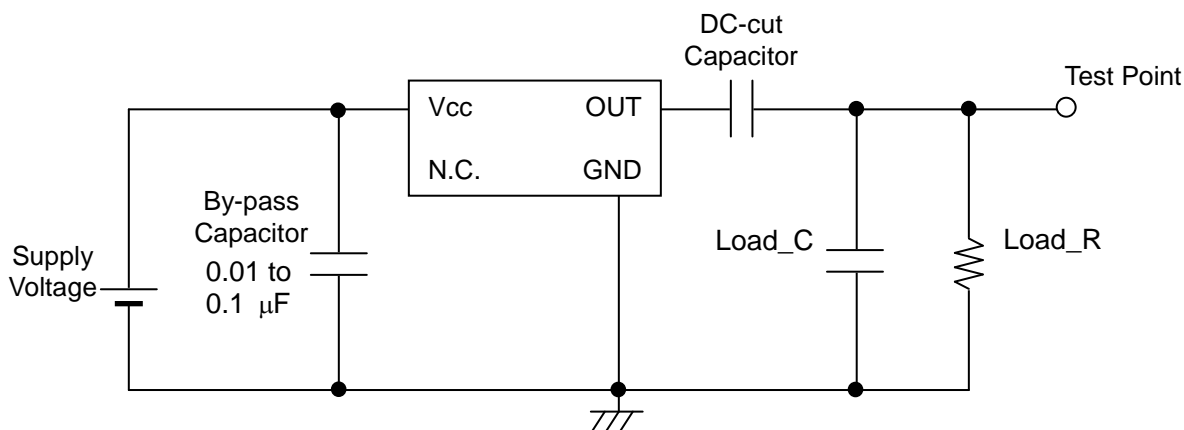 DC-cut
Capacitor
Test Point
Vcc OUT
N.C. GND
By-pass
Capacitor
0.01 to
0.1 μF
Supply
Voltage
Load_C
Load_R